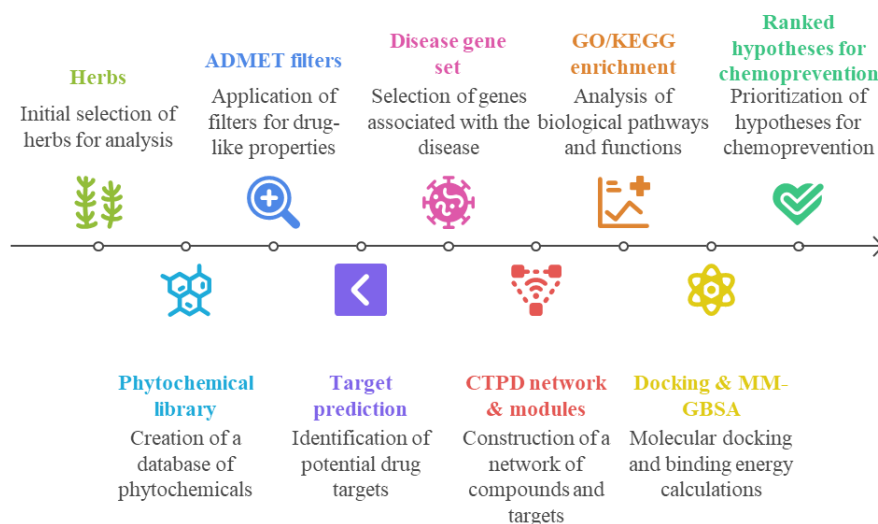 Herbs
Initial selection of
herbs for analysis
ADMET filters
Application of
filters for drug-
like properties
Disease gene
set
Selection of genes
associated with the
disease
GO/KEGG
enrichment
Analysis of
biological pathways
and functions
Ranked
hypotheses for
chemoprevention
Prioritization of
hypotheses for
chemoprevention
Phytochemical
library
Creation of a
database of
phytochemicals
Target
prediction
Identification of
potential drug
targets
CTPD network
& modules
Construction of a
network of
compounds and
targets
Docking & MM-
GBSA
Molecular docking
and binding energy
calculations